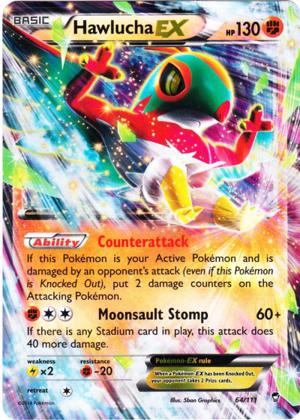 BASIC
Hawlucha EX
HP 130
Ability Counterattack
If this Pokémon is your Active Pokémon and is
damaged by an opponent's attack (even if this Pokémon
is Knocked Out), put 2 damage counters on the
Attacking Pokémon.
Moonsault Stomp 60+
If there is any Stadium card in play, this attack does
40 more damage.
weakness
×2
resistance
-20
retreat
Pokémon-EX rule
When a Pokémon-EX has been Knocked Out, your
opponent takes 2 Prize cards.
©2014 Pokémon
Illus. 5ban Graphics
64/111